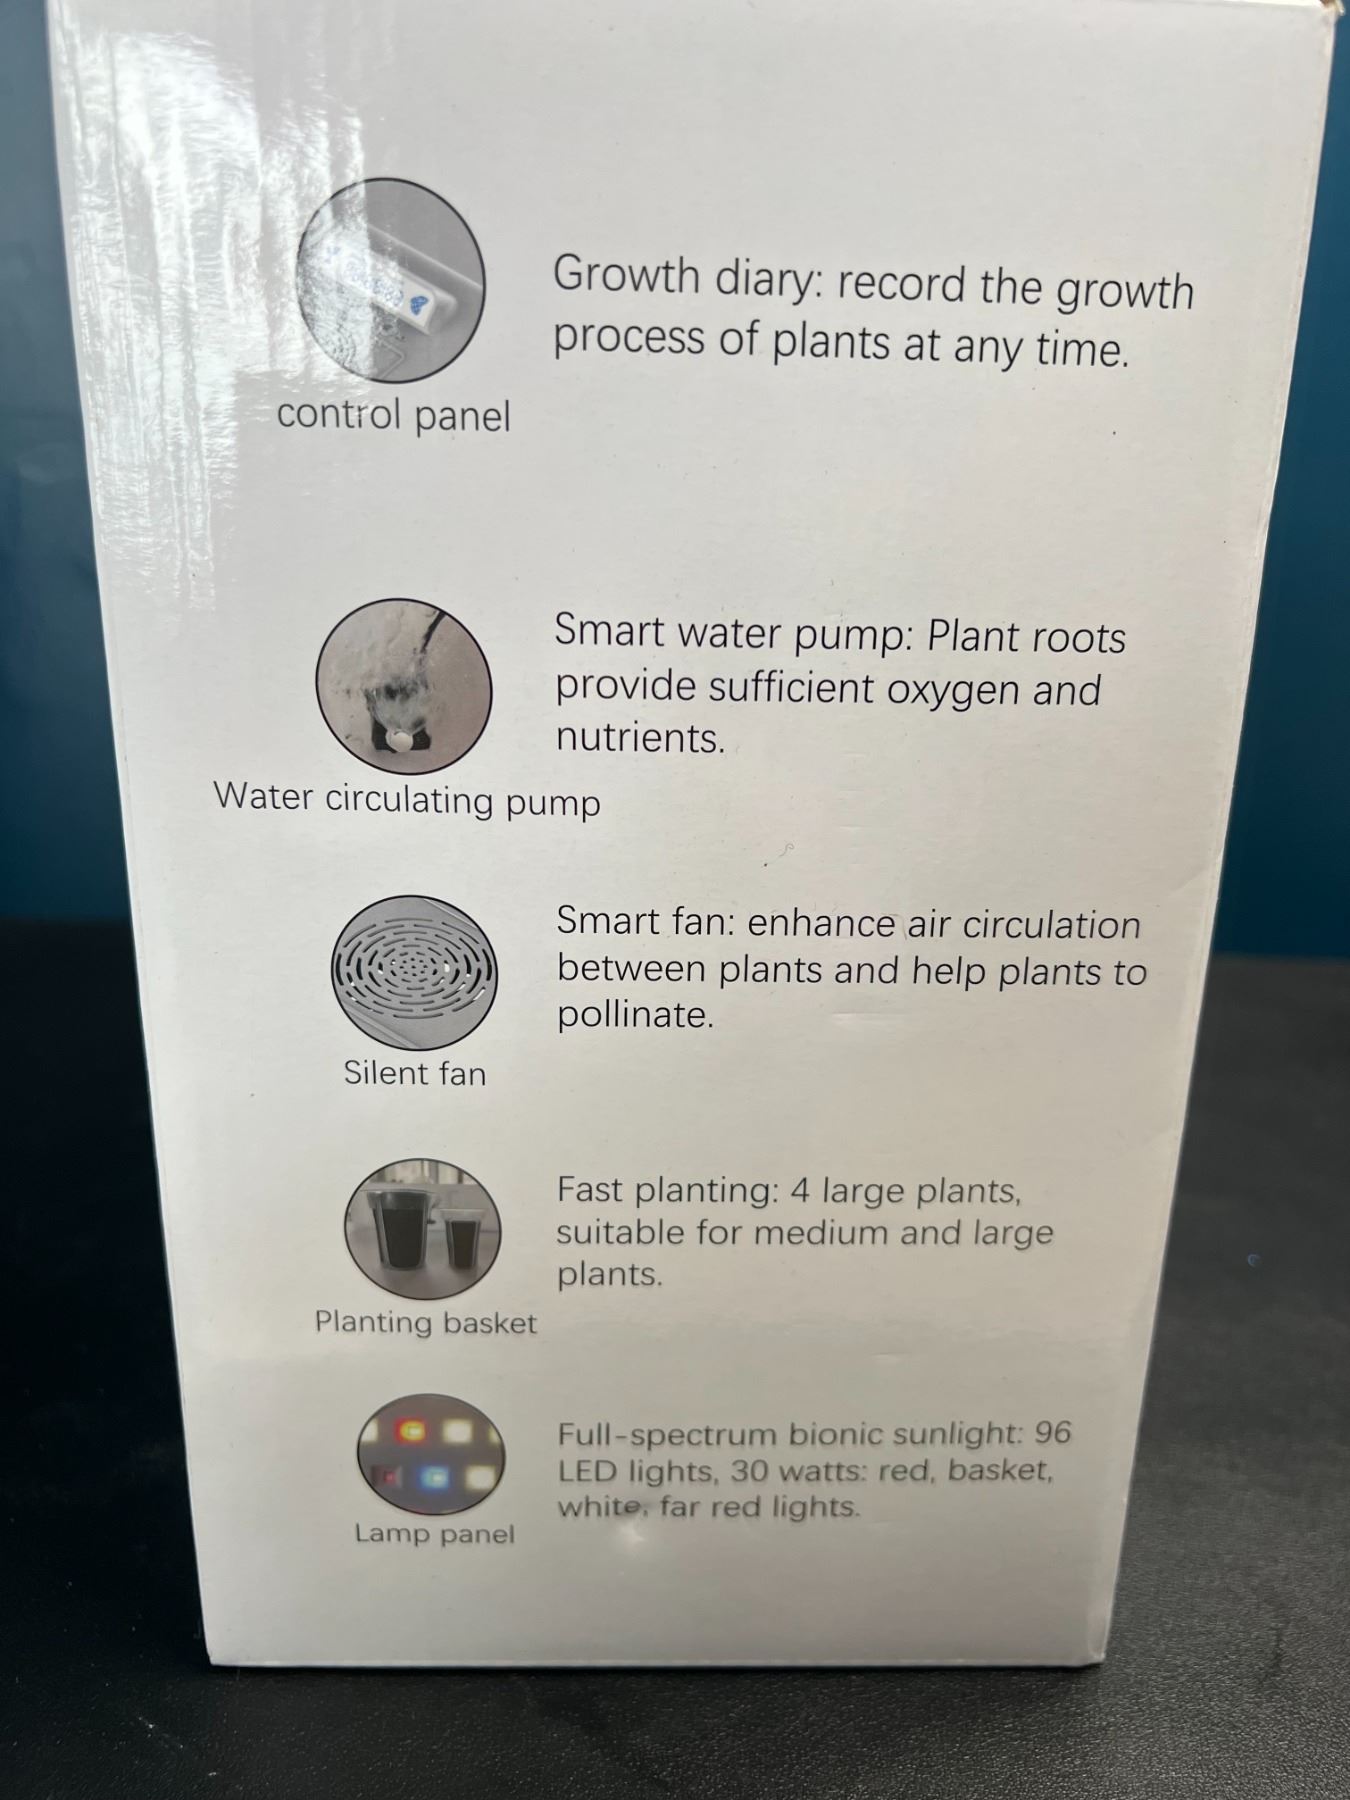 Growth diary: record the growth
process of plants at any time.
control panel
Smart water pump: Plant roots
provide sufficient oxygen and
nutrients.
Water circulating pump
Smart fan: enhance air circulation
between plants and help plants to
pollinate.
Silent fan
Fast planting: 4 large plants,
suitable for medium and large
plants.
Planting basket
Full-spectrum bionic sunlight: 96
LED lights, 30 watts: red, basket,
white, far red lights.
Lamp panel